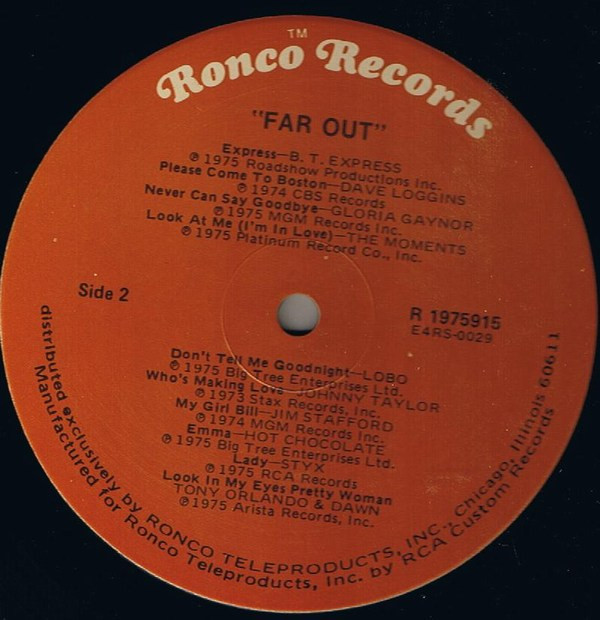 TM
Ronco Records
"FAR OUT"
Express—B. T. EXPRESS
℗ 1975 Roadshow Productions Inc.
Please Come To Boston—DAVE LOGGINS
℗ 1974 CBS Records
Never Can Say Goodbye—GLORIA GAYNOR
℗ 1975 MGM Records Inc.
Look At Me (I'm In Love)—THE MOMENTS
℗ 1975 Platinum Record Co., Inc.
Side 2
R 1975915
E4RS-0029
Don't Tell Me Goodnight—LOBO
℗ 1975 Big Tree Enterprises Ltd.
Who's Making Love—JOHNNY TAYLOR
℗ 1973 Stax Records, Inc.
My Girl Bill—JIM STAFFORD
℗ 1974 MGM Records Inc.
Emma—HOT CHOCOLATE
℗ 1975 Big Tree Enterprises Ltd.
Lady—STYX
℗ 1975 RCA Records
Look In My Eyes Pretty Woman
TONY ORLANDO & DAWN
℗ 1975 Arista Records, Inc.
distributed exclusively by RONCO TELEPRODUCTS, INC., Chicago, Illinois 60611
Manufactured for Ronco Teleproducts, Inc. by RCA Custom Records